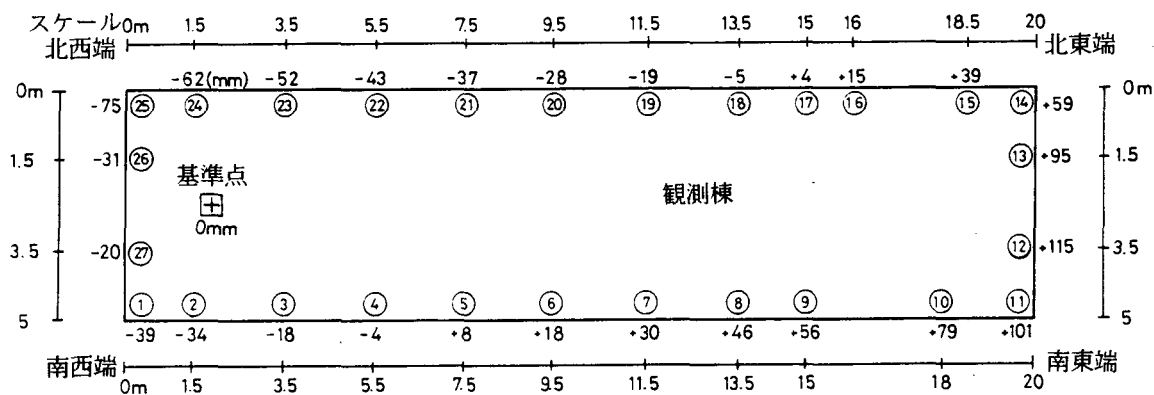 スケール 0m 1.5 3.5 5.5 7.5 9.5 11.5 13.5 15 16 18.5 20
北西端 北東端
-62(mm) -52 -43 -37 -28 -19 -5 +4 +15 +39
0m -75 ㉕ ㉔ ㉓ ㉒ ㉑ ⑳ ⑲ ⑱ ⑰ ⑯ ⑮ ⑭ +59 0m
1.5 -31 ㉖ ⑬ +95 1.5
基準点 観測棟
0mm
3.5 -20 ㉗ ⑫ +115 3.5
① ② ③ ④ ⑤ ⑥ ⑦ ⑧ ⑨ ⑩ ⑪
5 5
-39 -34 -18 -4 +8 +18 +30 +46 +56 +79 +101
南西端 南東端
0m 1.5 3.5 5.5 7.5 9.5 11.5 13.5 15 18 20